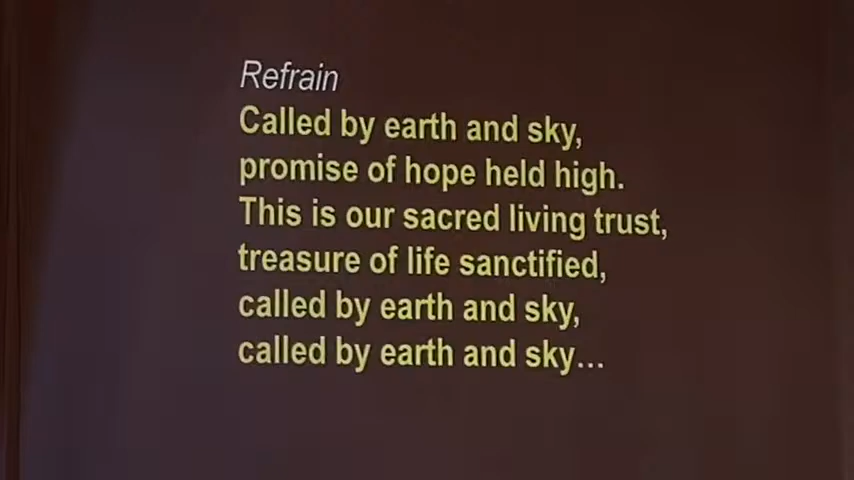 Refrain
Called by earth and sky,
promise of hope held high.
This is our sacred living trust,
treasure of life sanctified,
called by earth and sky,
called by earth and sky...